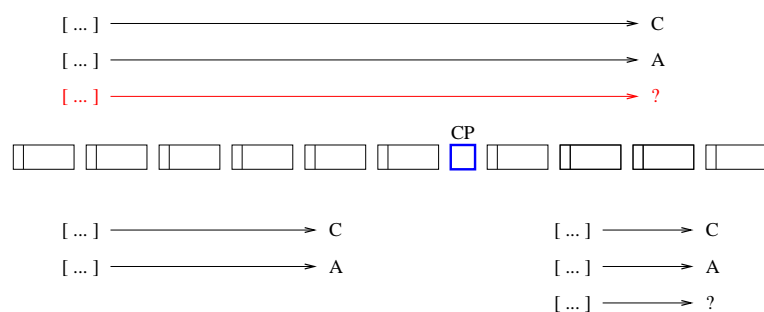 [ ... ] C
[ ... ] A
[ ... ] ?
CP
[ ... ] C [ ... ] C
[ ... ] A [ ... ] A
[ ... ] ?